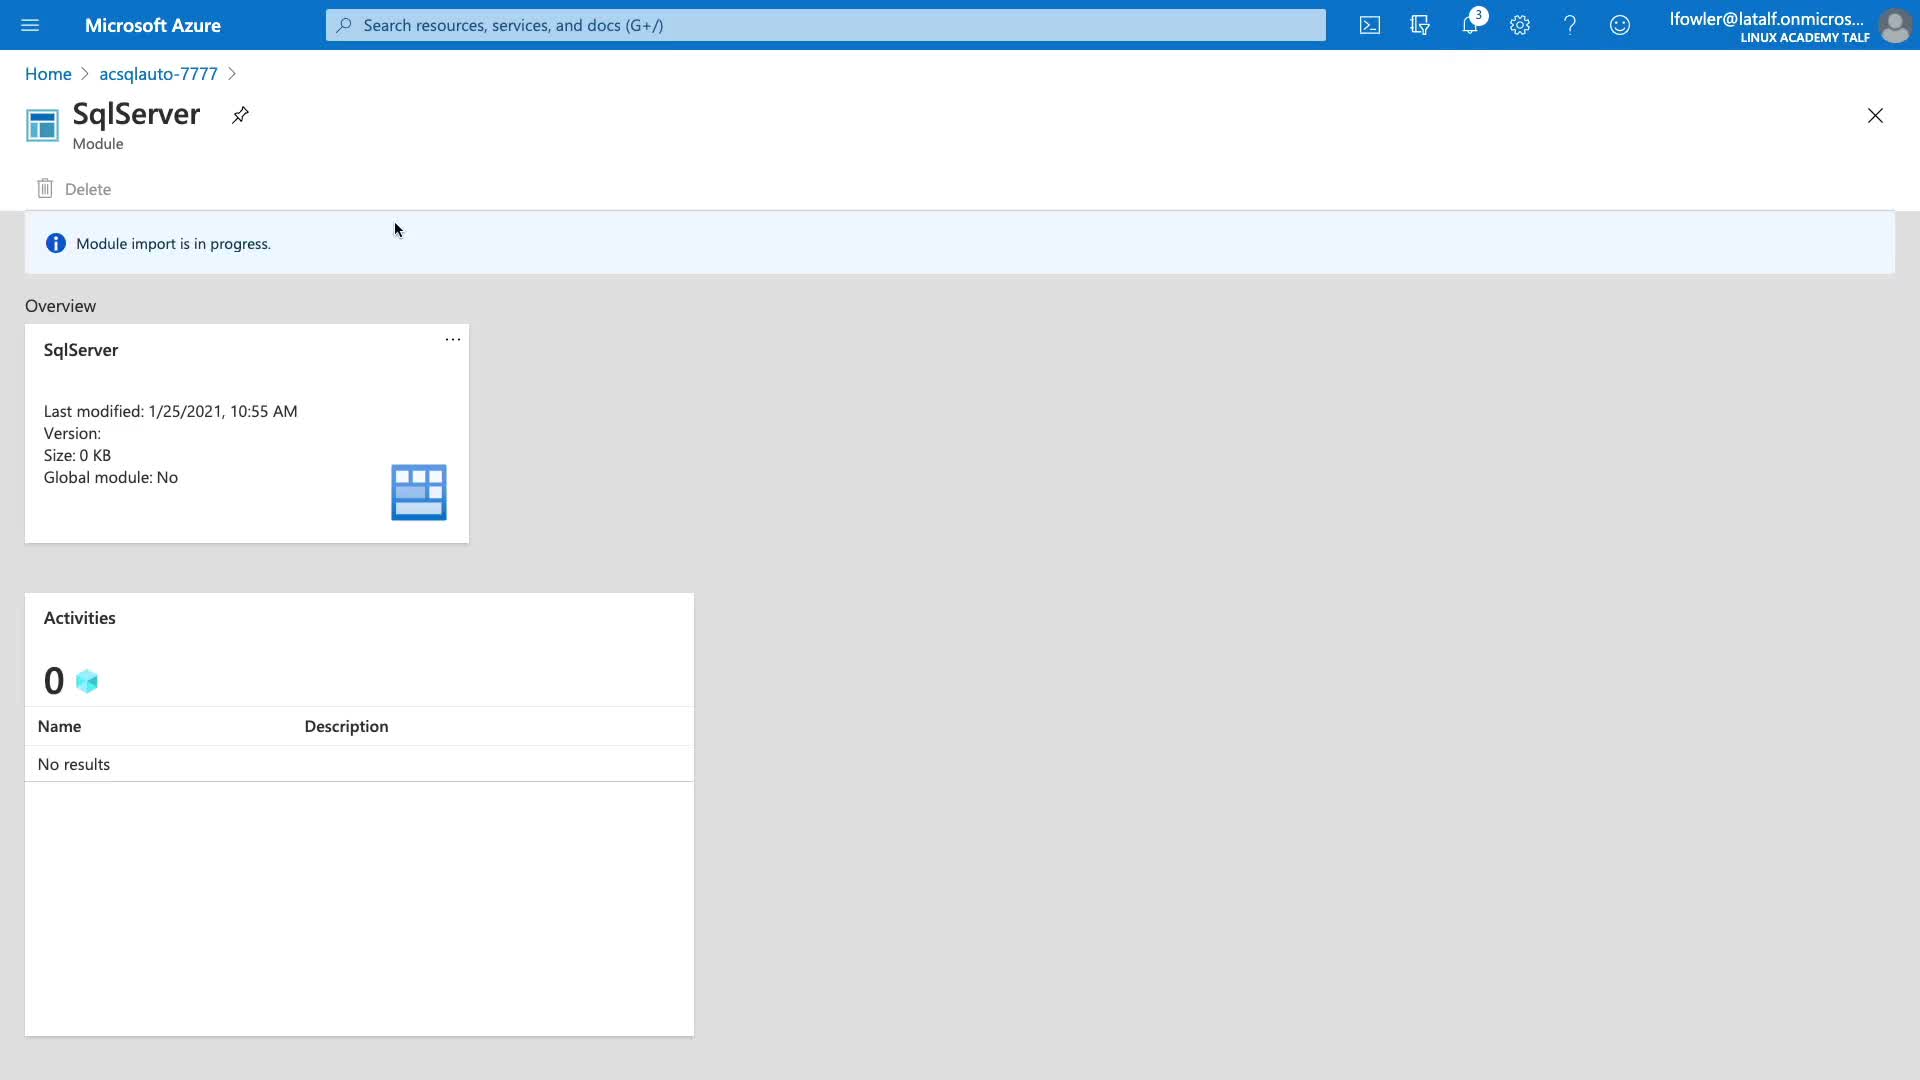 Microsoft Azure
Search resources, services, and docs (G+/)
3
lfowler@latalf.onmicros...
LINUX ACADEMY TALF
Home > acsqlauto-7777 >
SqlServer
Module
Delete
Module import is in progress.
Overview
SqlServer
...
Last modified: 1/25/2021, 10:55 AM
Version:
Size: 0 KB
Global module: No
Activities
0
Name Description
No results